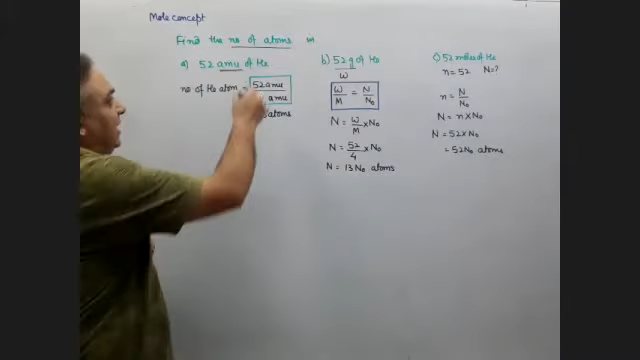 Mole concept
Find the no of atoms in
a) 52 amu of He
no of He atom = 52 amu
amu
atoms
b) 52 g of He
W
W/M = N/N₀
N = W/M × N₀
N = 52/4 × N₀
N = 13 N₀ atoms
c) 52 moles of He
n = 52 N = ?
n = N/N₀
N = n × N₀
N = 52 × N₀
= 52 N₀ atoms